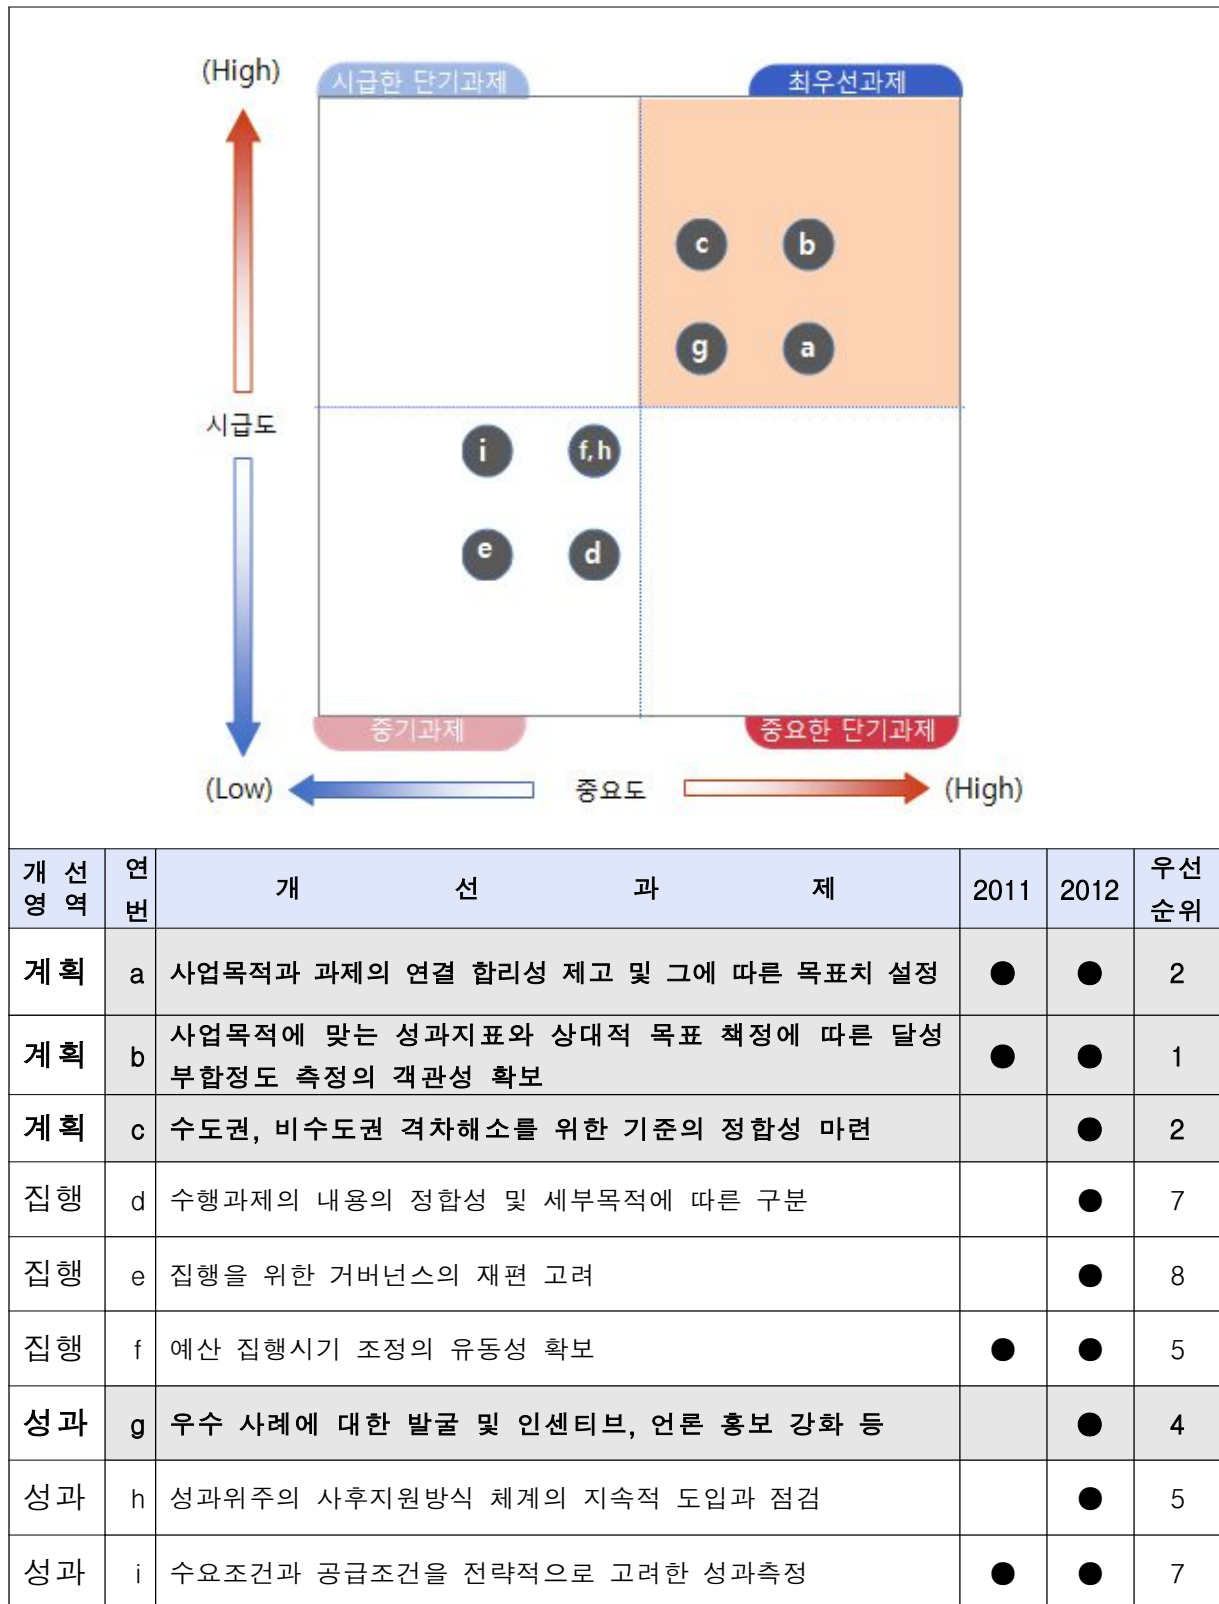 (High)
시급한 단기과제
최우선과제
c
b
g
a
시급도
i
f, h
e
d
중기과제
중요한 단기과제
(Low)
중요도
(High)
개 선 영 역 연번 개 선 과 제 2011 2012 우선순위
계획 a 사업목적과 과제의 연결 합리성 제고 및 그에 따른 목표치 설정 ● ● 2
계획 b 사업목적에 맞는 성과지표와 상대적 목표 책정에 따른 달성
부합정도 측정의 객관성 확보 ● ● 1
계획 c 수도권, 비수도권 격차해소를 위한 기준의 정합성 마련 ● 2
집행 d 수행과제의 내용의 정합성 및 세부목적에 따른 구분 ● 7
집행 e 집행을 위한 거버넌스의 재편 고려 ● 8
집행 f 예산 집행시기 조정의 유동성 확보 ● ● 5
성과 g 우수 사례에 대한 발굴 및 인센티브, 언론 홍보 강화 등 ● 4
성과 h 성과위주의 사후지원방식 체계의 지속적 도입과 점검 ● 5
성과 i 수요조건과 공급조건을 전략적으로 고려한 성과측정 ● ● 7